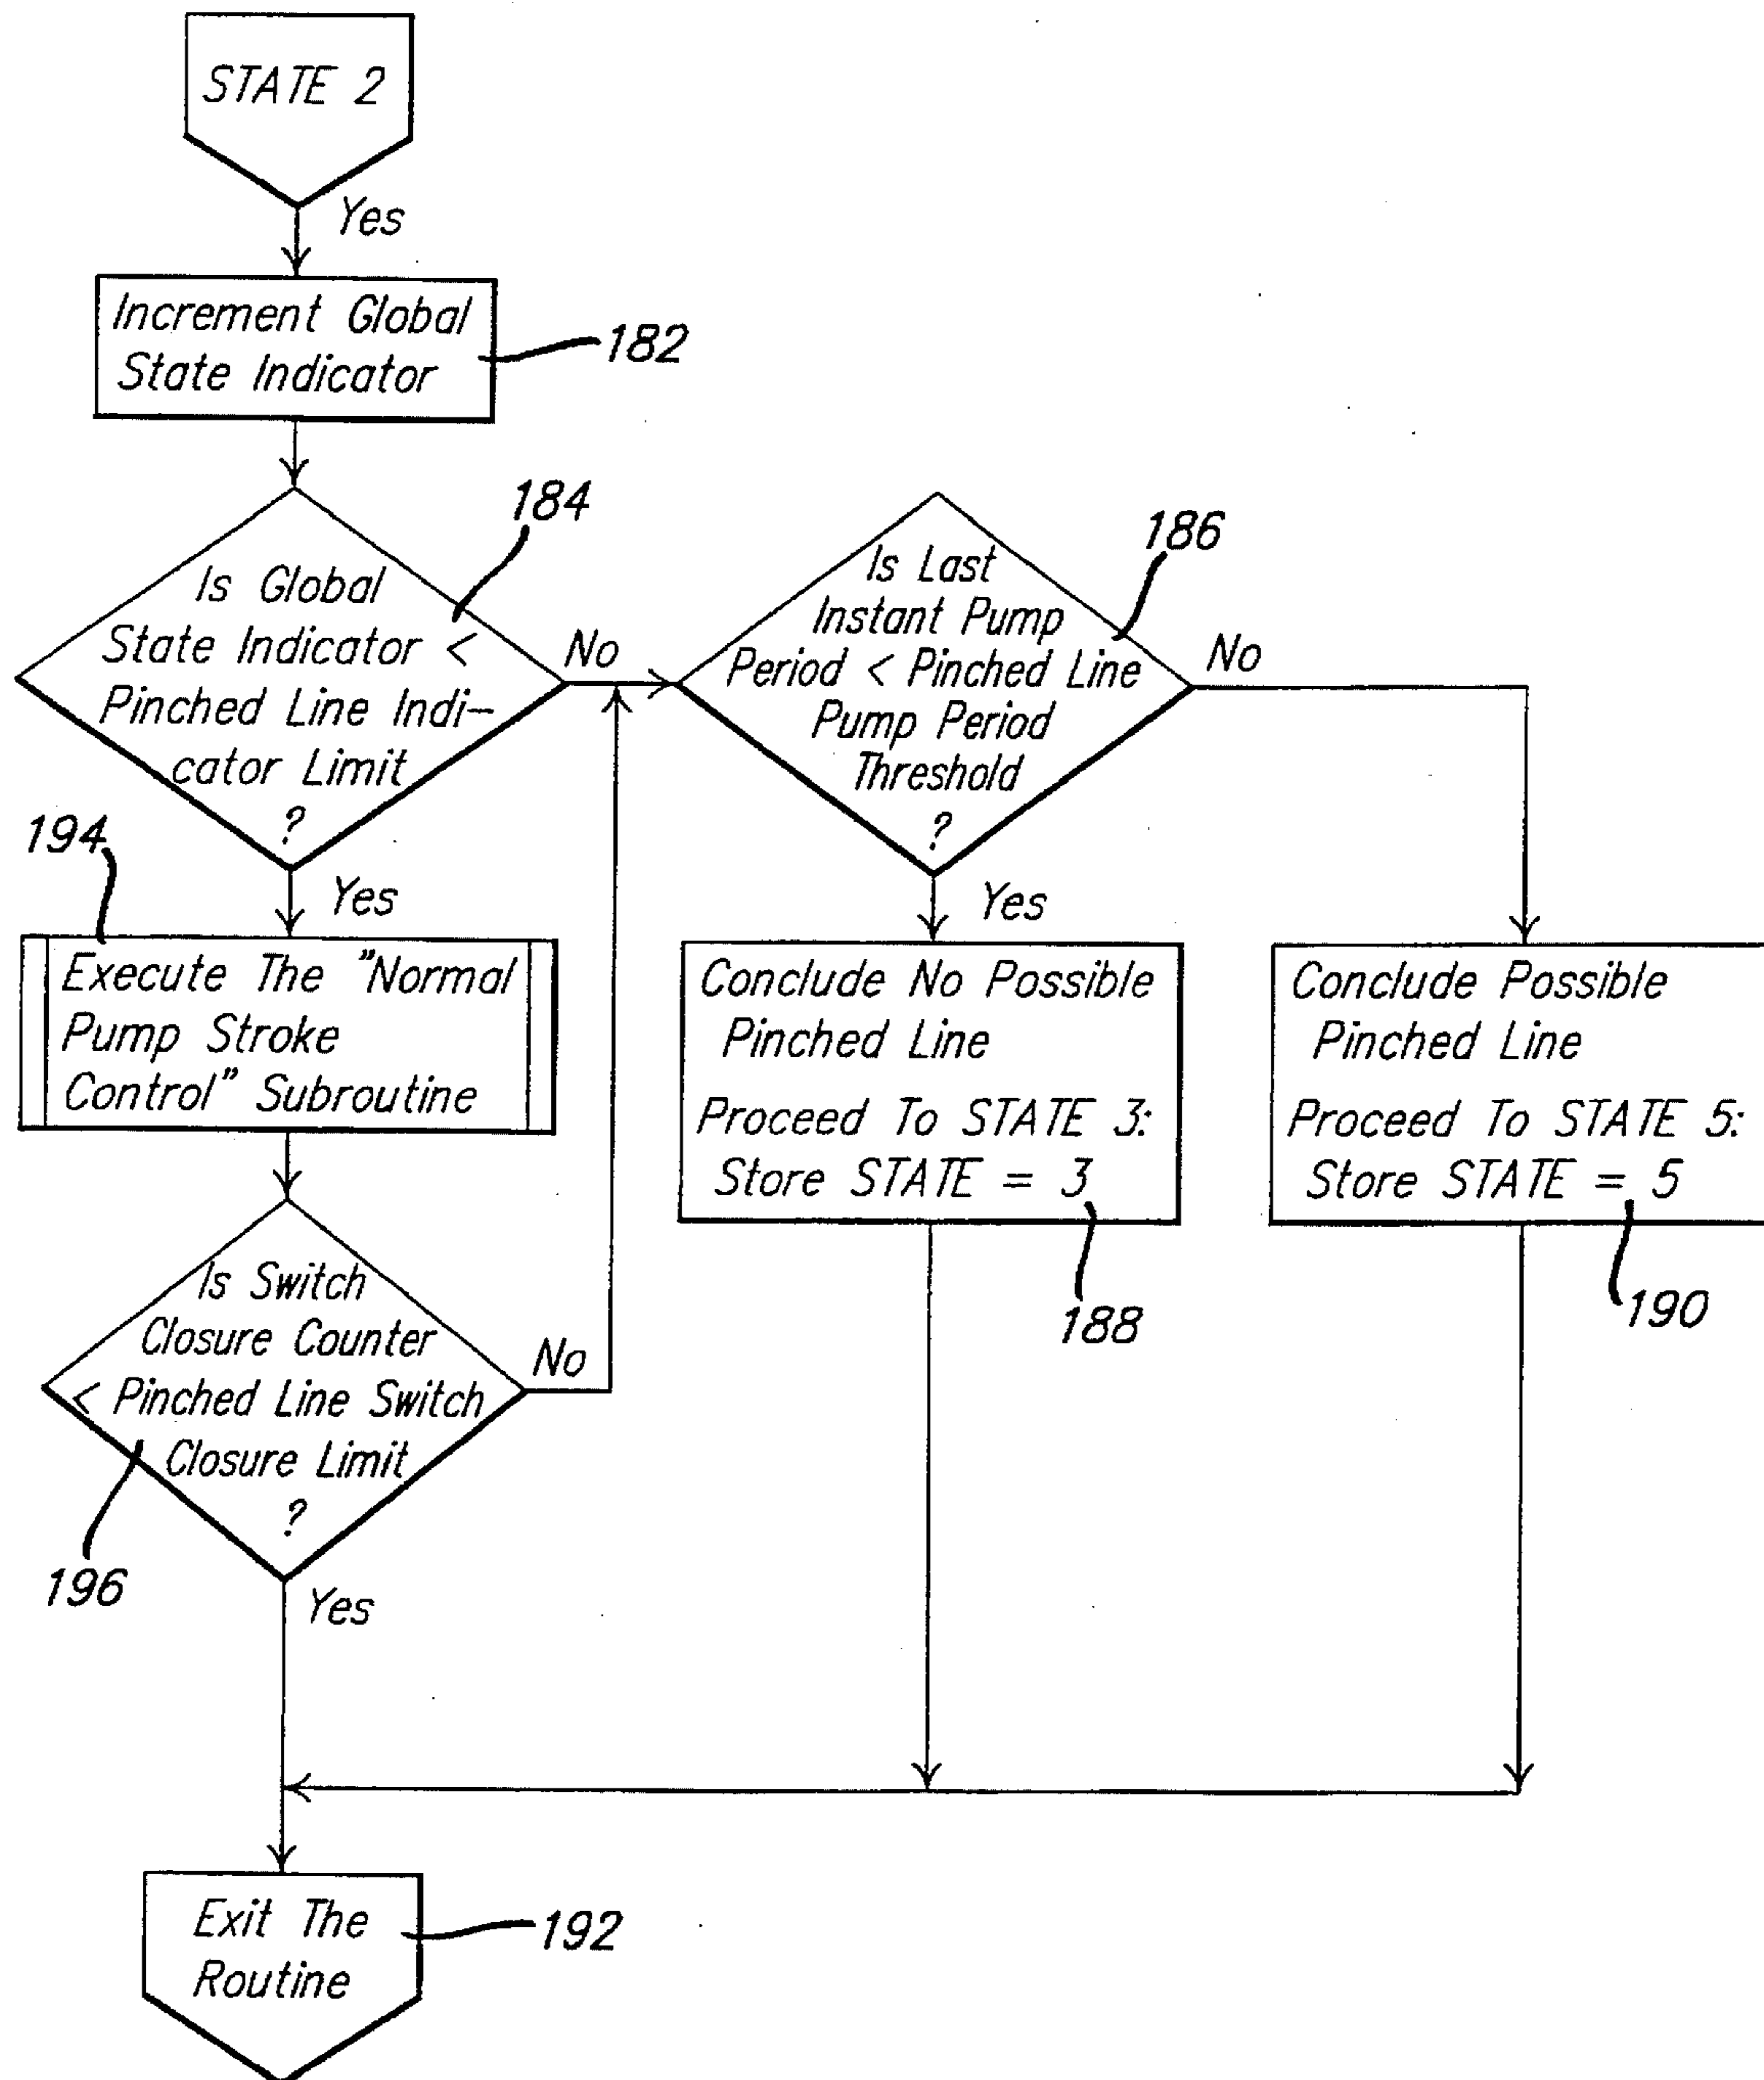 STATE 2
Yes
Increment Global
State Indicator
182
184
Is Global
State Indicator <
Pinched Line Indi-
cator Limit
?
No
186
Is Last
Instant Pump
Period < Pinched Line
Pump Period
Threshold
?
No
194
Yes
Execute The "Normal
Pump Stroke
Control" Subroutine
Yes
Conclude No Possible
Pinched Line
Proceed To STATE 3:
Store STATE = 3
188
Conclude Possible
Pinched Line
Proceed To STATE 5:
Store STATE = 5
190
Is Switch
Closure Counter
< Pinched Line Switch
Closure Limit
?
No
196
Yes
Exit The
Routine
192